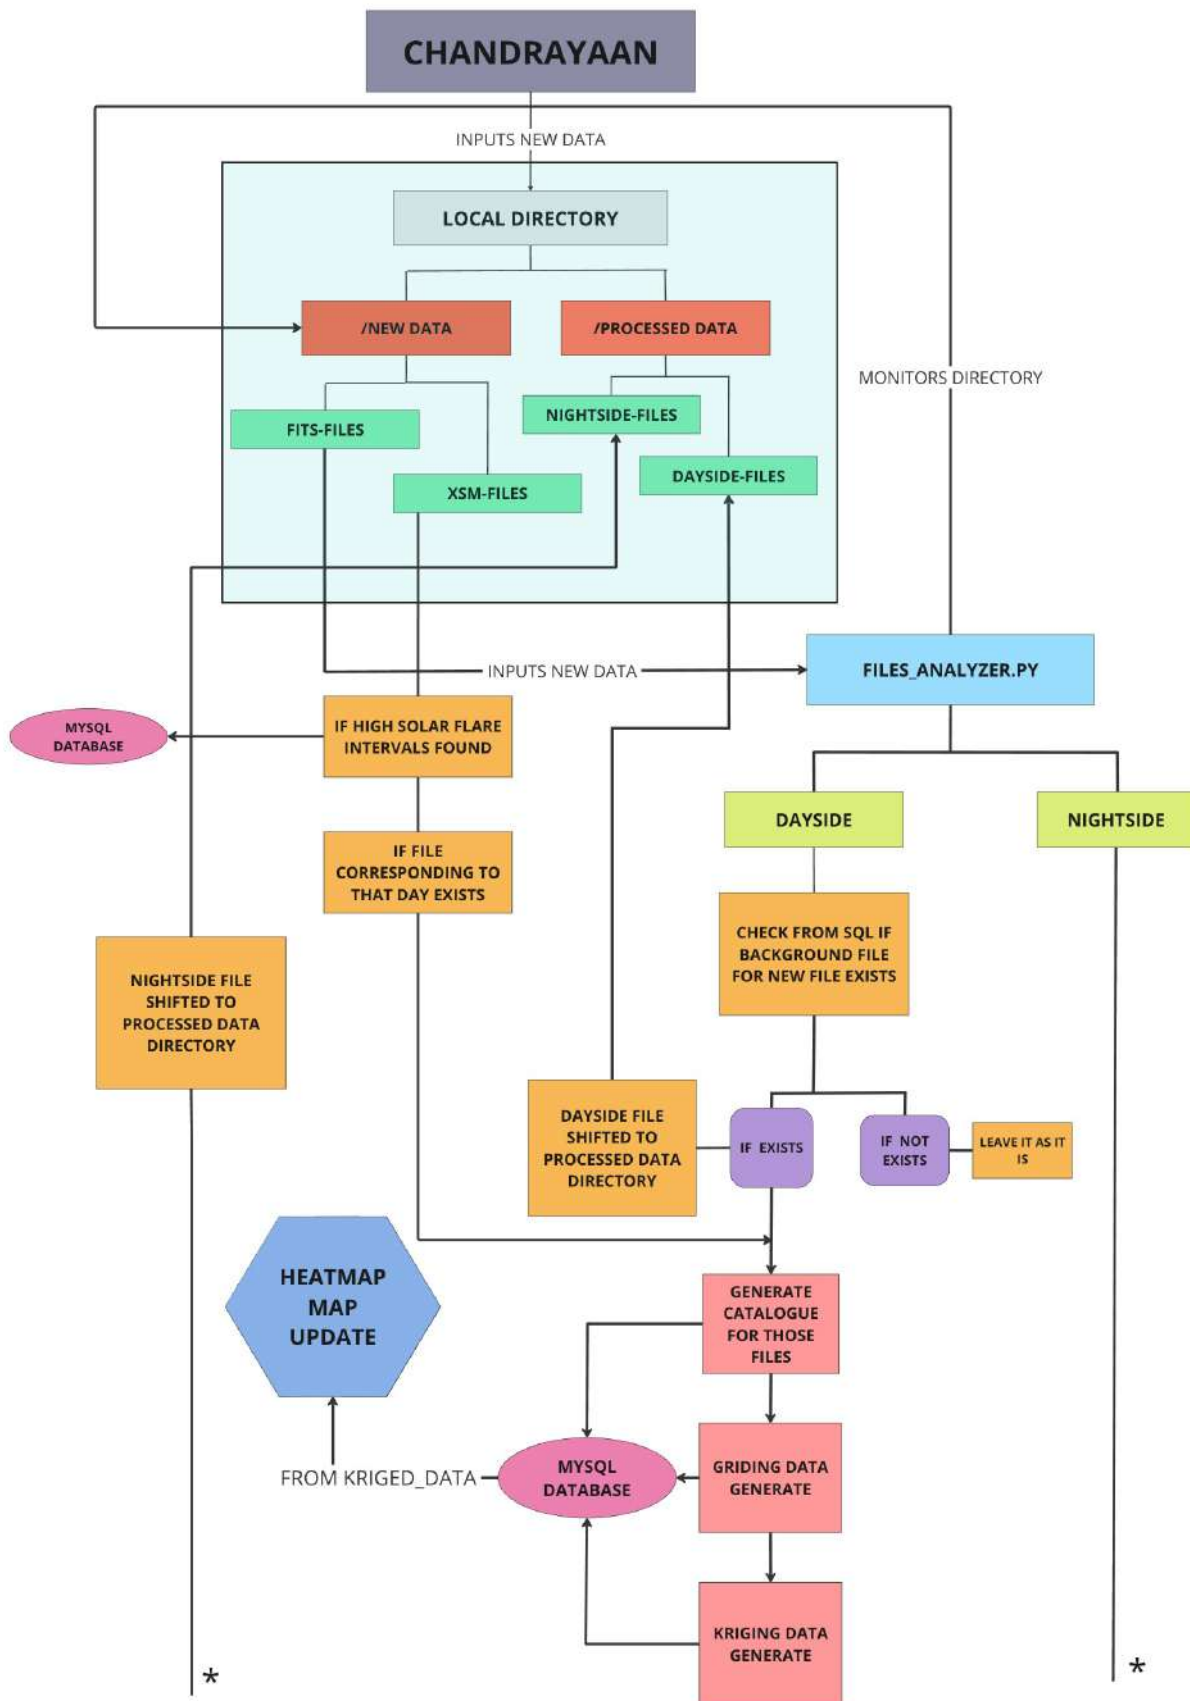 CHANDRAYAAN
INPUTS NEW DATA
LOCAL DIRECTORY
/NEW DATA
/PROCESSED DATA
MONITORS DIRECTORY
FITS-FILES
NIGHTSIDE-FILES
XSM-FILES
DAYSIDE-FILES
INPUTS NEW DATA
FILES_ANALYZER.PY
MYSQL
DATABASE
IF HIGH SOLAR FLARE
INTERVALS FOUND
DAYSIDE
NIGHTSIDE
IF FILE
CORRESPONDING TO
THAT DAY EXISTS
CHECK FROM SQL IF
BACKGROUND FILE
FOR NEW FILE EXISTS
NIGHTSIDE FILE
SHIFTED TO
PROCESSED DATA
DIRECTORY
DAYSIDE FILE
SHIFTED TO
PROCESSED DATA
DIRECTORY
IF EXISTS
IF NOT
EXISTS
LEAVE IT AS IT
IS
HEATMAP
MAP
UPDATE
GENERATE
CATALOGUE
FOR THOSE
FILES
FROM KRIGED_DATA
MYSQL
DATABASE
GRIDING DATA
GENERATE
KRIGING DATA
GENERATE
*
*